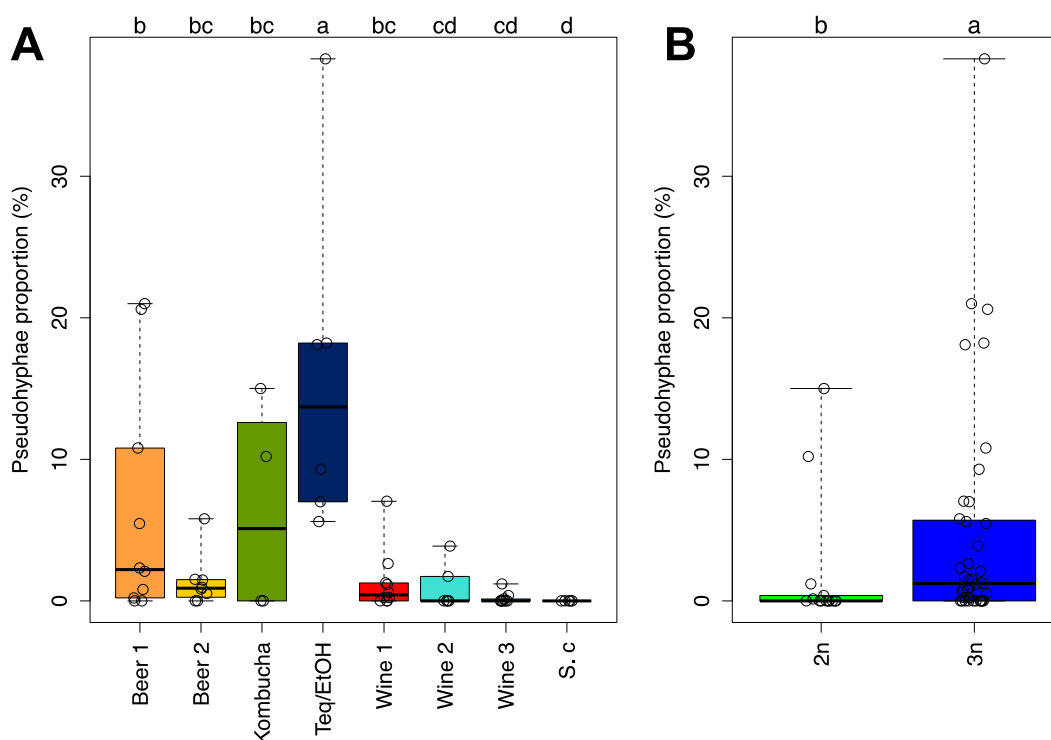 A
b bc bc a bc cd cd d
Pseudohyphae proportion (%)
30
20
10
0
Beer 1
Beer 2
Kombucha
Teq/EtOH
Wine 1
Wine 2
Wine 3
S. c
B
b a
Pseudohyphae proportion (%)
30
20
10
0
2n
3n